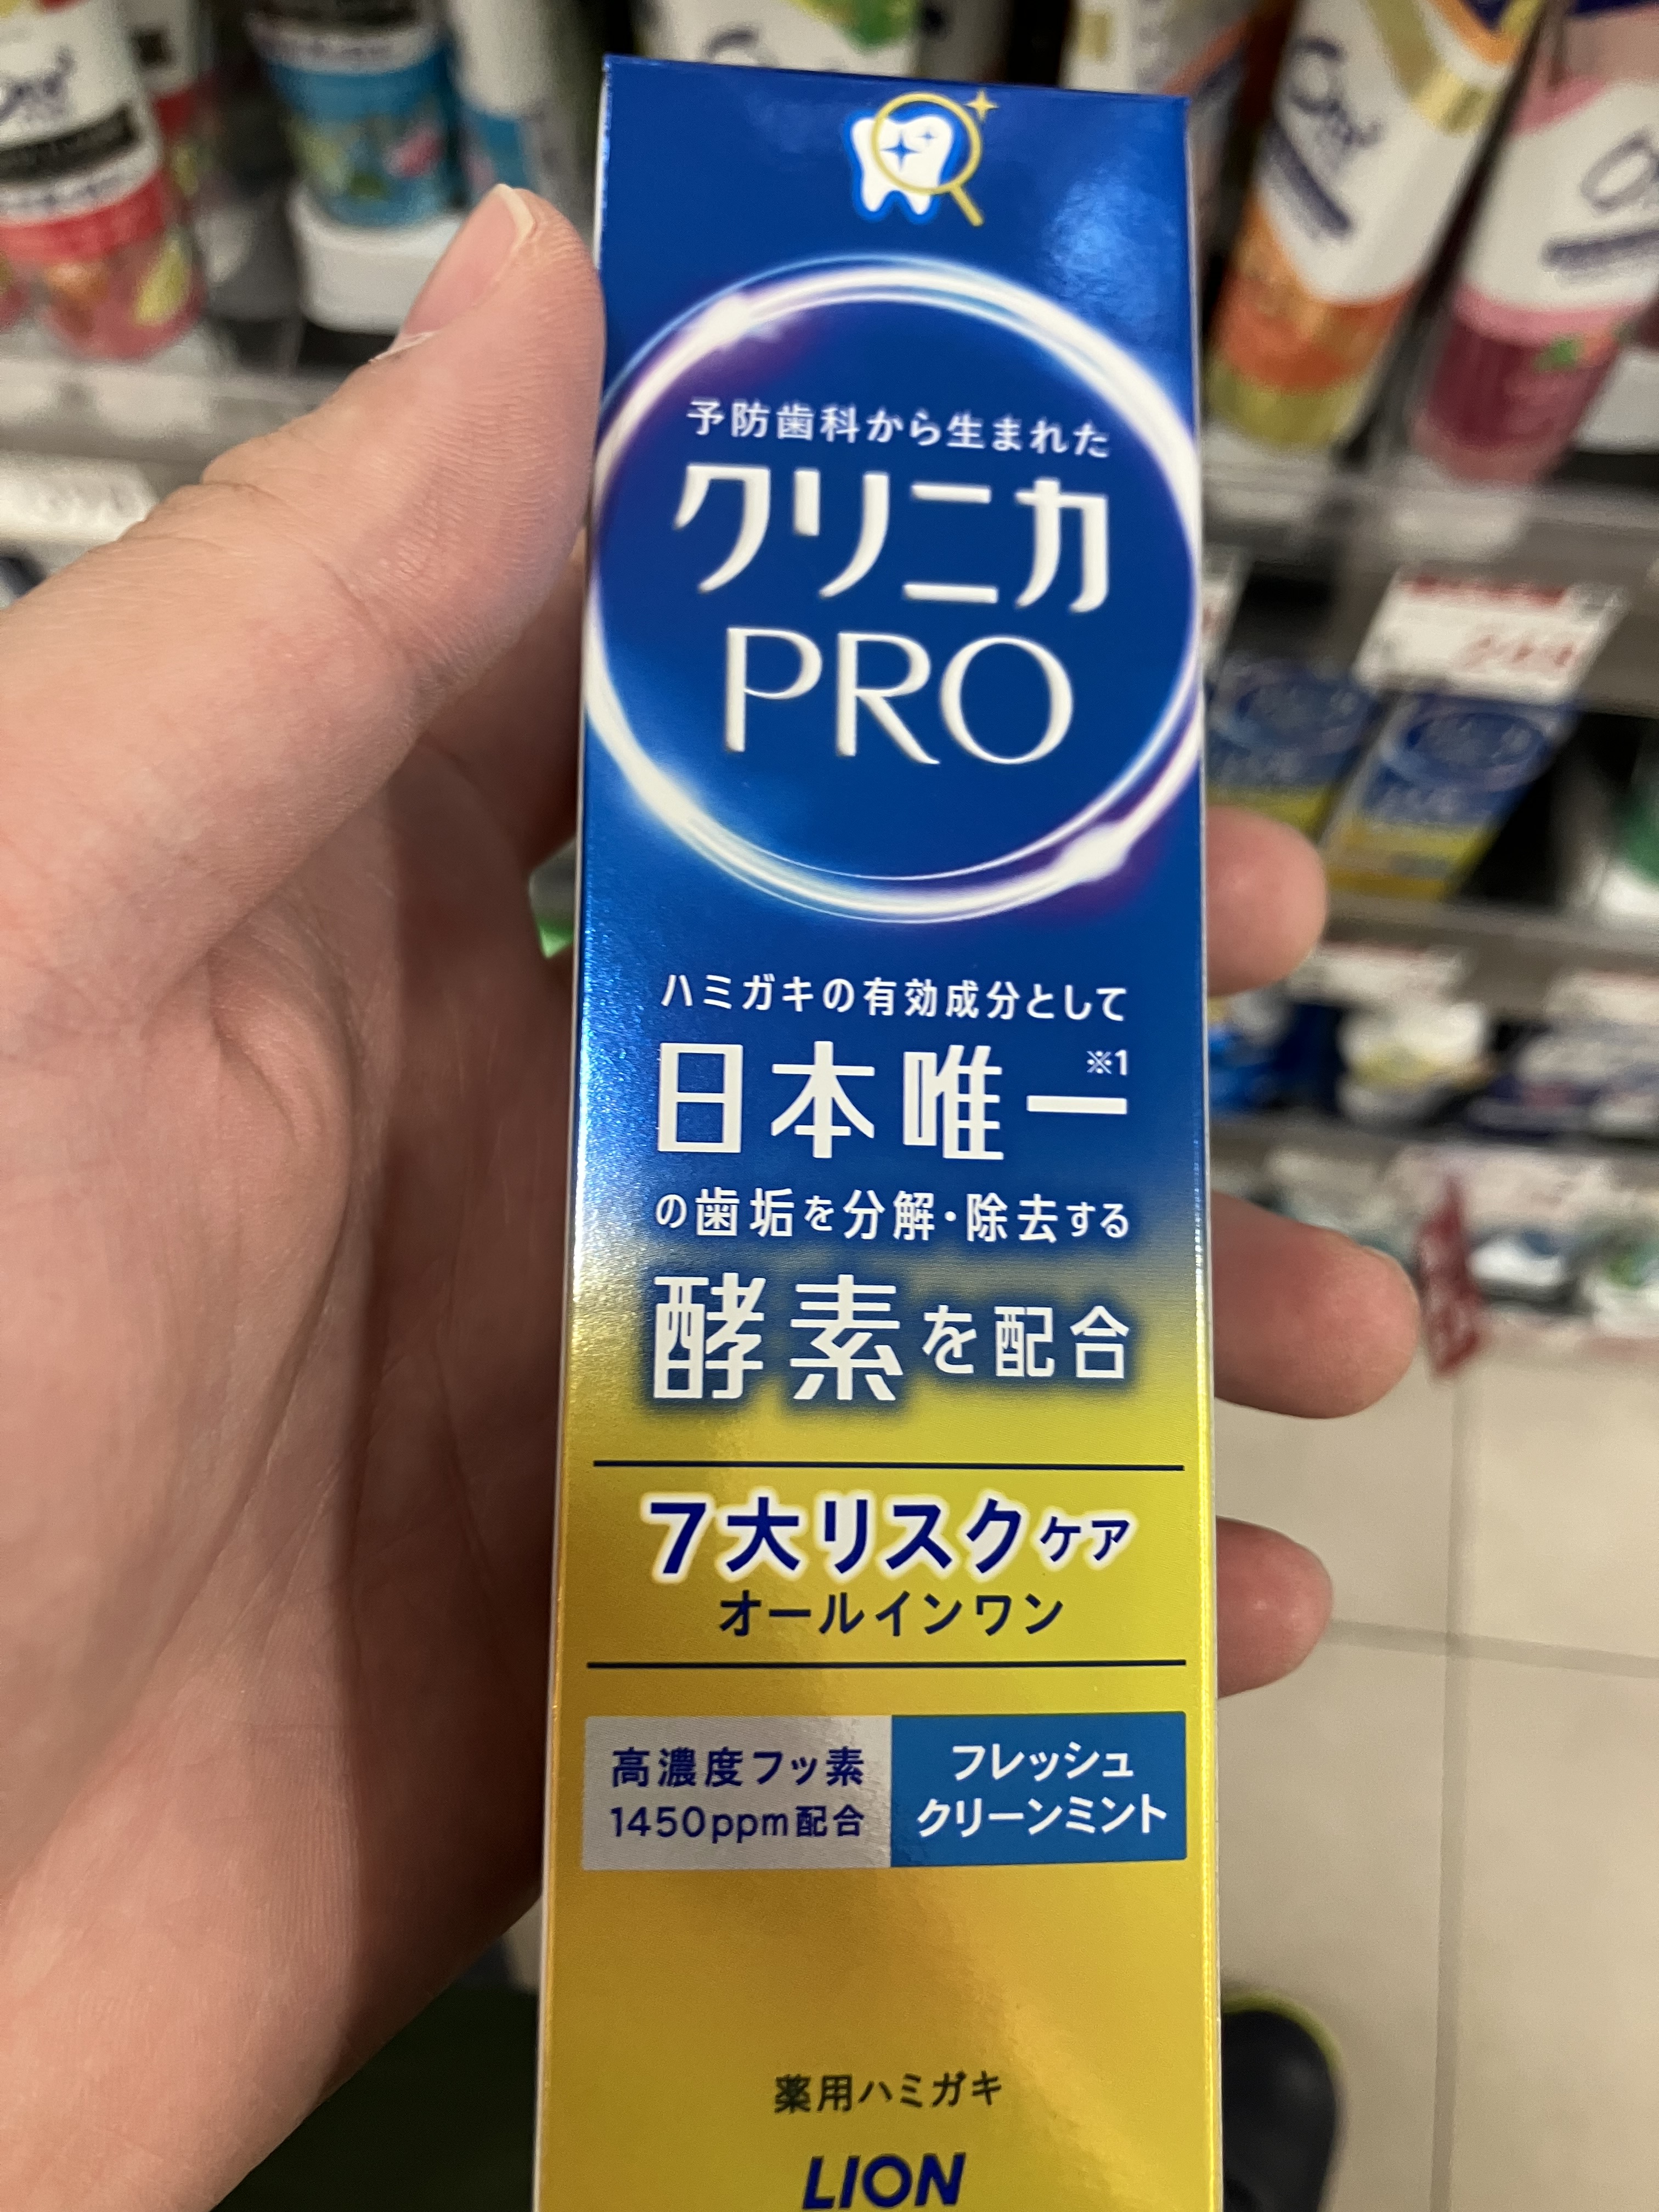 予防歯科から生まれた
クリニカ
PRO
ハミガキの有効成分として
日本唯一※1
の歯垢を分解・除去する
酵素を配合
7大リスクケア
オールインワン
高濃度フッ素
1450ppm配合
フレッシュ
クリーンミント
薬用ハミガキ
LION